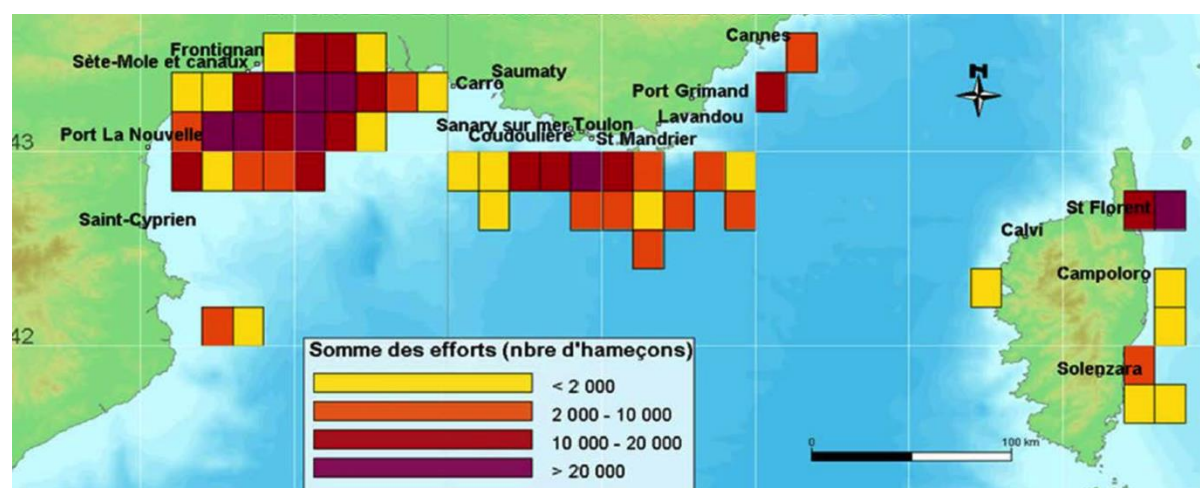 Cannes
Frontignan
Sète-Mole et canaux
Saumaty
Carro
Port Grimand
Lavandou
Sanary sur mer Toulon
Port La Nouvelle
Coudoulière
St Mandrier
43
Saint-Cyprien
St Florent
Calvi
Campoloro
42
Solenzara
N
Somme des efforts (nbre d'hameçons)
< 2 000
2 000 - 10 000
10 000 - 20 000
> 20 000
0
100 km